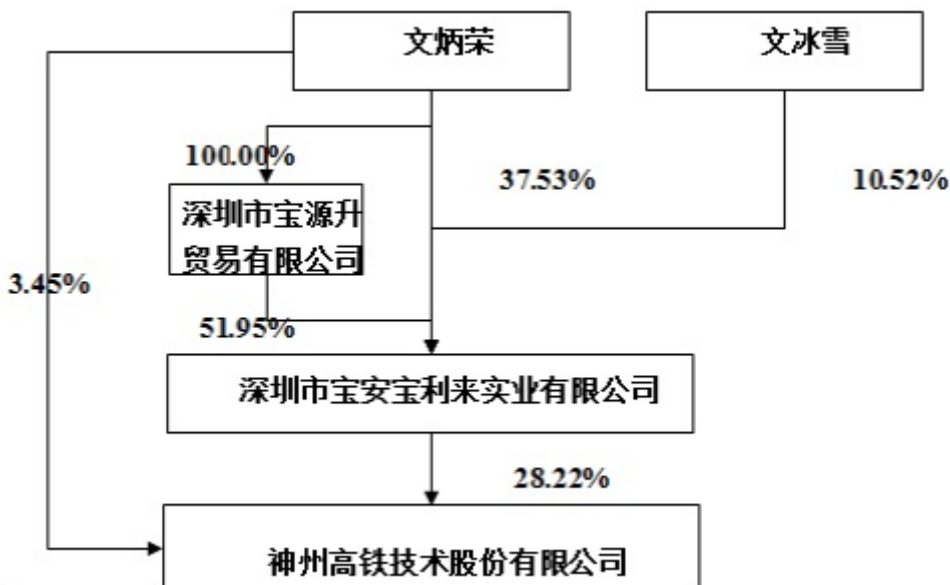 文炳荣
文冰雪
100.00%
37.53%
10.52%
深圳市宝源升
贸易有限公司
3.45%
51.95%
深圳市宝安宝利来实业有限公司
28.22%
神州高铁技术股份有限公司